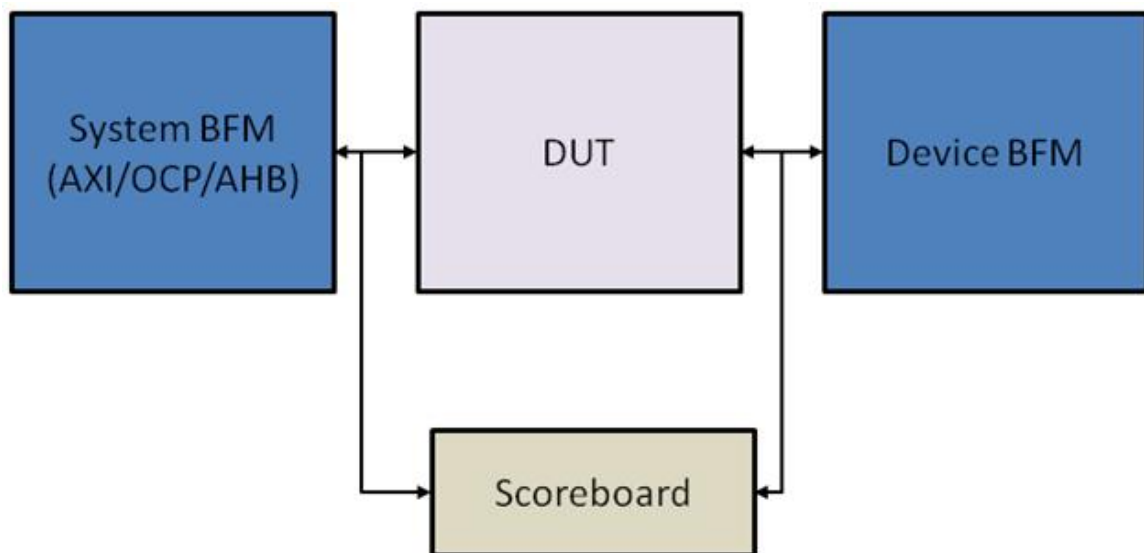 System BFM
(AXI/OCP/AHB)
DUT
Device BFM
Scoreboard